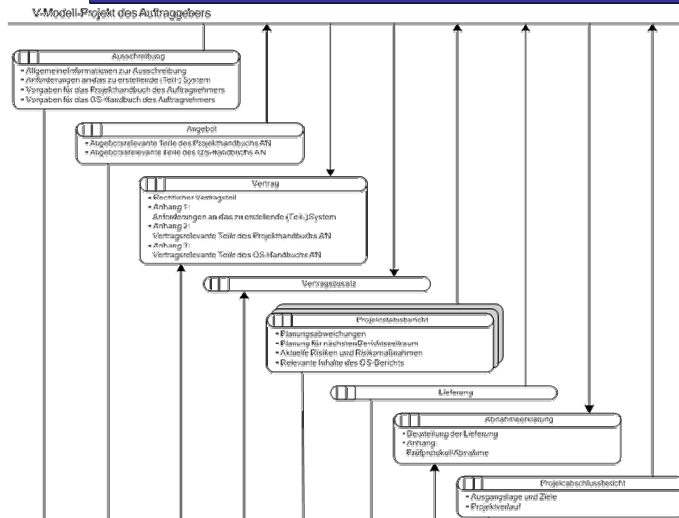 V-Modell-Projekt des Auftraggebers
Ausschreibung
• Allgemeine Informationen zur Ausschreibung
• Anforderungen an das zu erstellende (Teil-) System
• Vorgaben für das Projekthandbuch des Auftragnehmers
• Vorgaben für das QS-Handbuch des Auftragnehmers
Angebot
• Angebotsrelevante Teile des Projekthandbuchs AN
• Angebotsrelevante Teile des QS-Handbuchs AN
Vertrag
• Rechtlicher Vertragsteil
• Anhang 1:
Anforderungen an das zu erstellende (Teil-) System
• Anhang 2:
Vertragsrelevante Teile des Projekthandbuchs AN
• Anhang 3:
Vertragsrelevante Teile des QS-Handbuchs AN
Vertragszusatz
Projektstatusbericht
• Planungsabweichungen
• Planung für nächsten Berichtszeitraum
• Aktuelle Risiken und Risikomaßnahmen
• Relevante Inhalte des QS-Berichts
Lieferung
Abnahmeerklärung
• Beurteilung der Lieferung
• Anhang:
Prüfprotokoll Abnahme
Projektabschlussbericht
• Ausgangslage und Ziele
• Projektverlauf